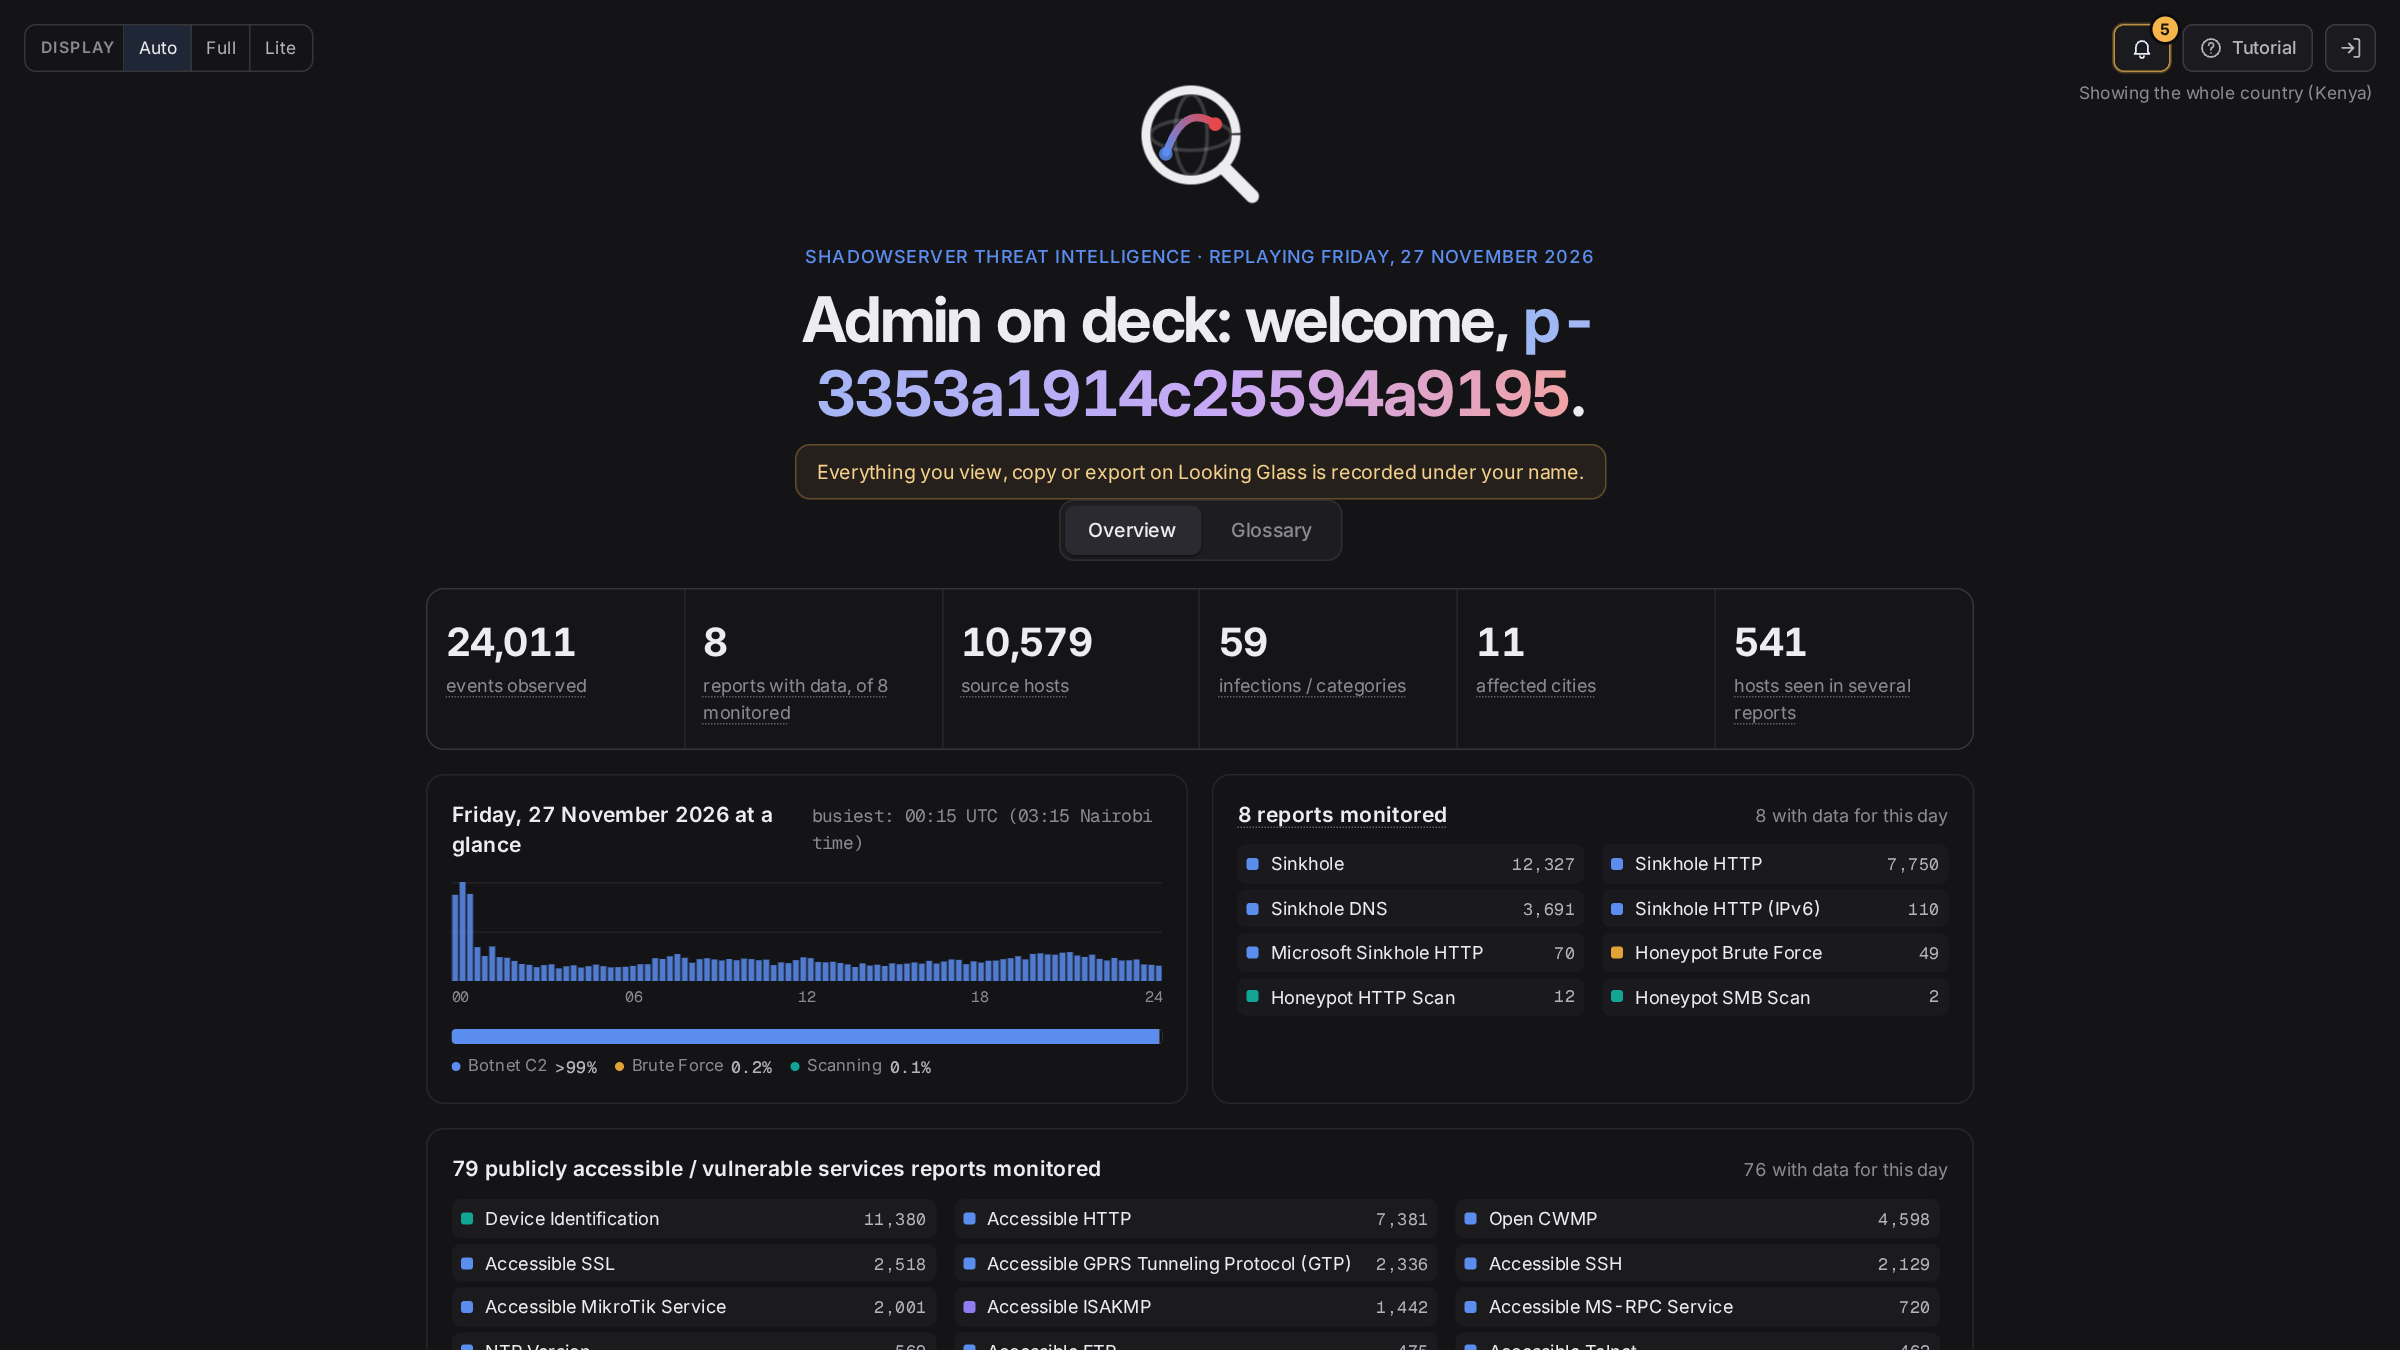 DISPLAY Auto Full Lite
5
Tutorial
Showing the whole country (Kenya)
SHADOWSERVER THREAT INTELLIGENCE · REPLAYING FRIDAY, 27 NOVEMBER 2026
Admin on deck: welcome, p-
3353a1914c25594a9195.
Everything you view, copy or export on Looking Glass is recorded under your name.
Overview Glossary
24,011
events observed
8
reports with data, of 8
monitored
10,579
source hosts
59
infections / categories
11
affected cities
541
hosts seen in several
reports
Friday, 27 November 2026 at a
glance
busiest: 00:15 UTC (03:15 Nairobi
time)
00 06 12 18 24
Botnet C2 >99% Brute Force 0.2% Scanning 0.1%
8 reports monitored
8 with data for this day
Sinkhole 12,327
Sinkhole HTTP 7,750
Sinkhole DNS 3,691
Sinkhole HTTP (IPv6) 110
Microsoft Sinkhole HTTP 70
Honeypot Brute Force 49
Honeypot HTTP Scan 12
Honeypot SMB Scan 2
79 publicly accessible / vulnerable services reports monitored
76 with data for this day
Device Identification 11,380
Accessible HTTP 7,381
Open CWMP 4,598
Accessible SSL 2,518
Accessible GPRS Tunneling Protocol (GTP) 2,336
Accessible SSH 2,129
Accessible MikroTik Service 2,001
Accessible ISAKMP 1,442
Accessible MS-RPC Service 720
NTP Version 569
Accessible FTP 475
Accessible Telnet 462